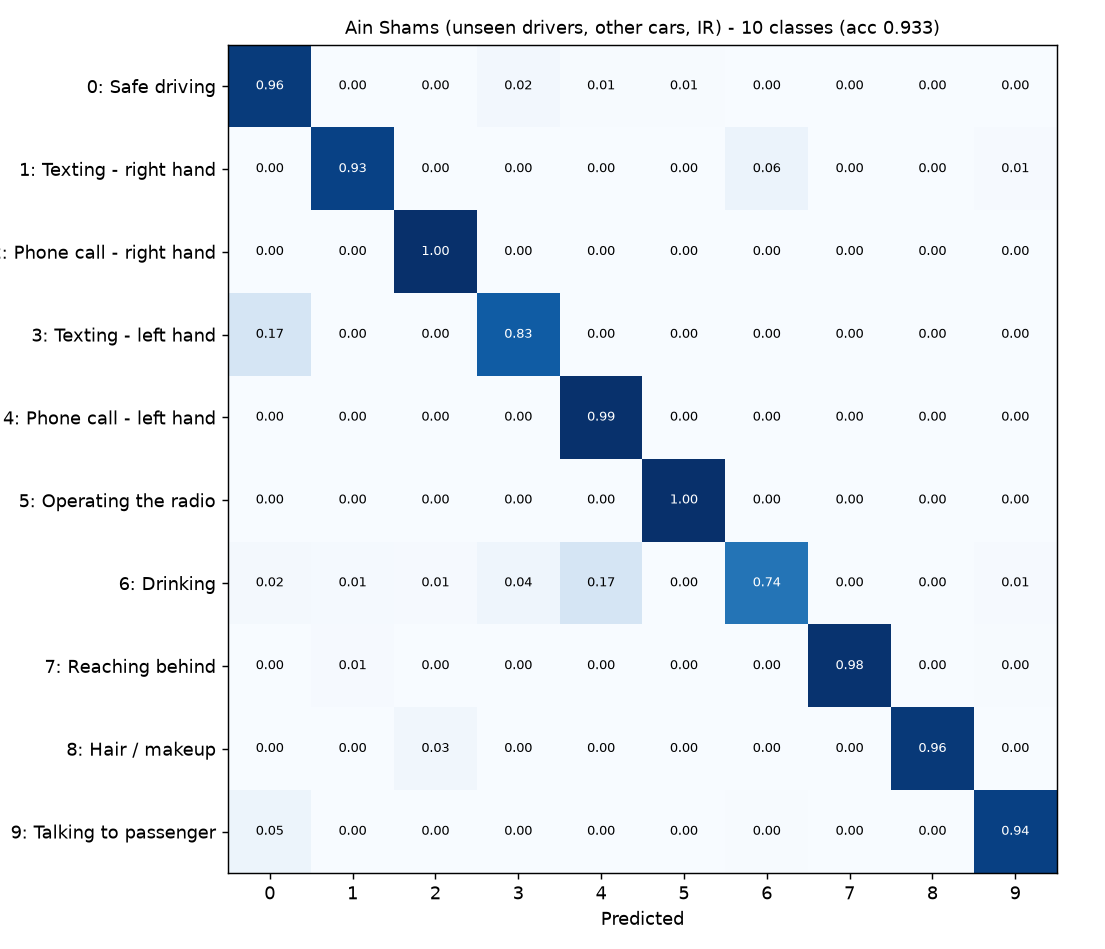 Ain Shams (unseen drivers, other cars, IR) - 10 classes (acc 0.933)
0: Safe driving 0.96 0.00 0.00 0.02 0.01 0.01 0.00 0.00 0.00 0.00
1: Texting - right hand 0.00 0.93 0.00 0.00 0.00 0.00 0.06 0.00 0.00 0.01
: Phone call - right hand 0.00 0.00 1.00 0.00 0.00 0.00 0.00 0.00 0.00 0.00
3: Texting - left hand 0.17 0.00 0.00 0.83 0.00 0.00 0.00 0.00 0.00 0.00
4: Phone call - left hand 0.00 0.00 0.00 0.00 0.99 0.00 0.00 0.00 0.00 0.00
5: Operating the radio 0.00 0.00 0.00 0.00 0.00 1.00 0.00 0.00 0.00 0.00
6: Drinking 0.02 0.01 0.01 0.04 0.17 0.00 0.74 0.00 0.00 0.01
7: Reaching behind 0.00 0.01 0.00 0.00 0.00 0.00 0.00 0.98 0.00 0.00
8: Hair / makeup 0.00 0.00 0.03 0.00 0.00 0.00 0.00 0.00 0.96 0.00
9: Talking to passenger 0.05 0.00 0.00 0.00 0.00 0.00 0.00 0.00 0.00 0.94
0 1 2 3 4 5 6 7 8 9
Predicted